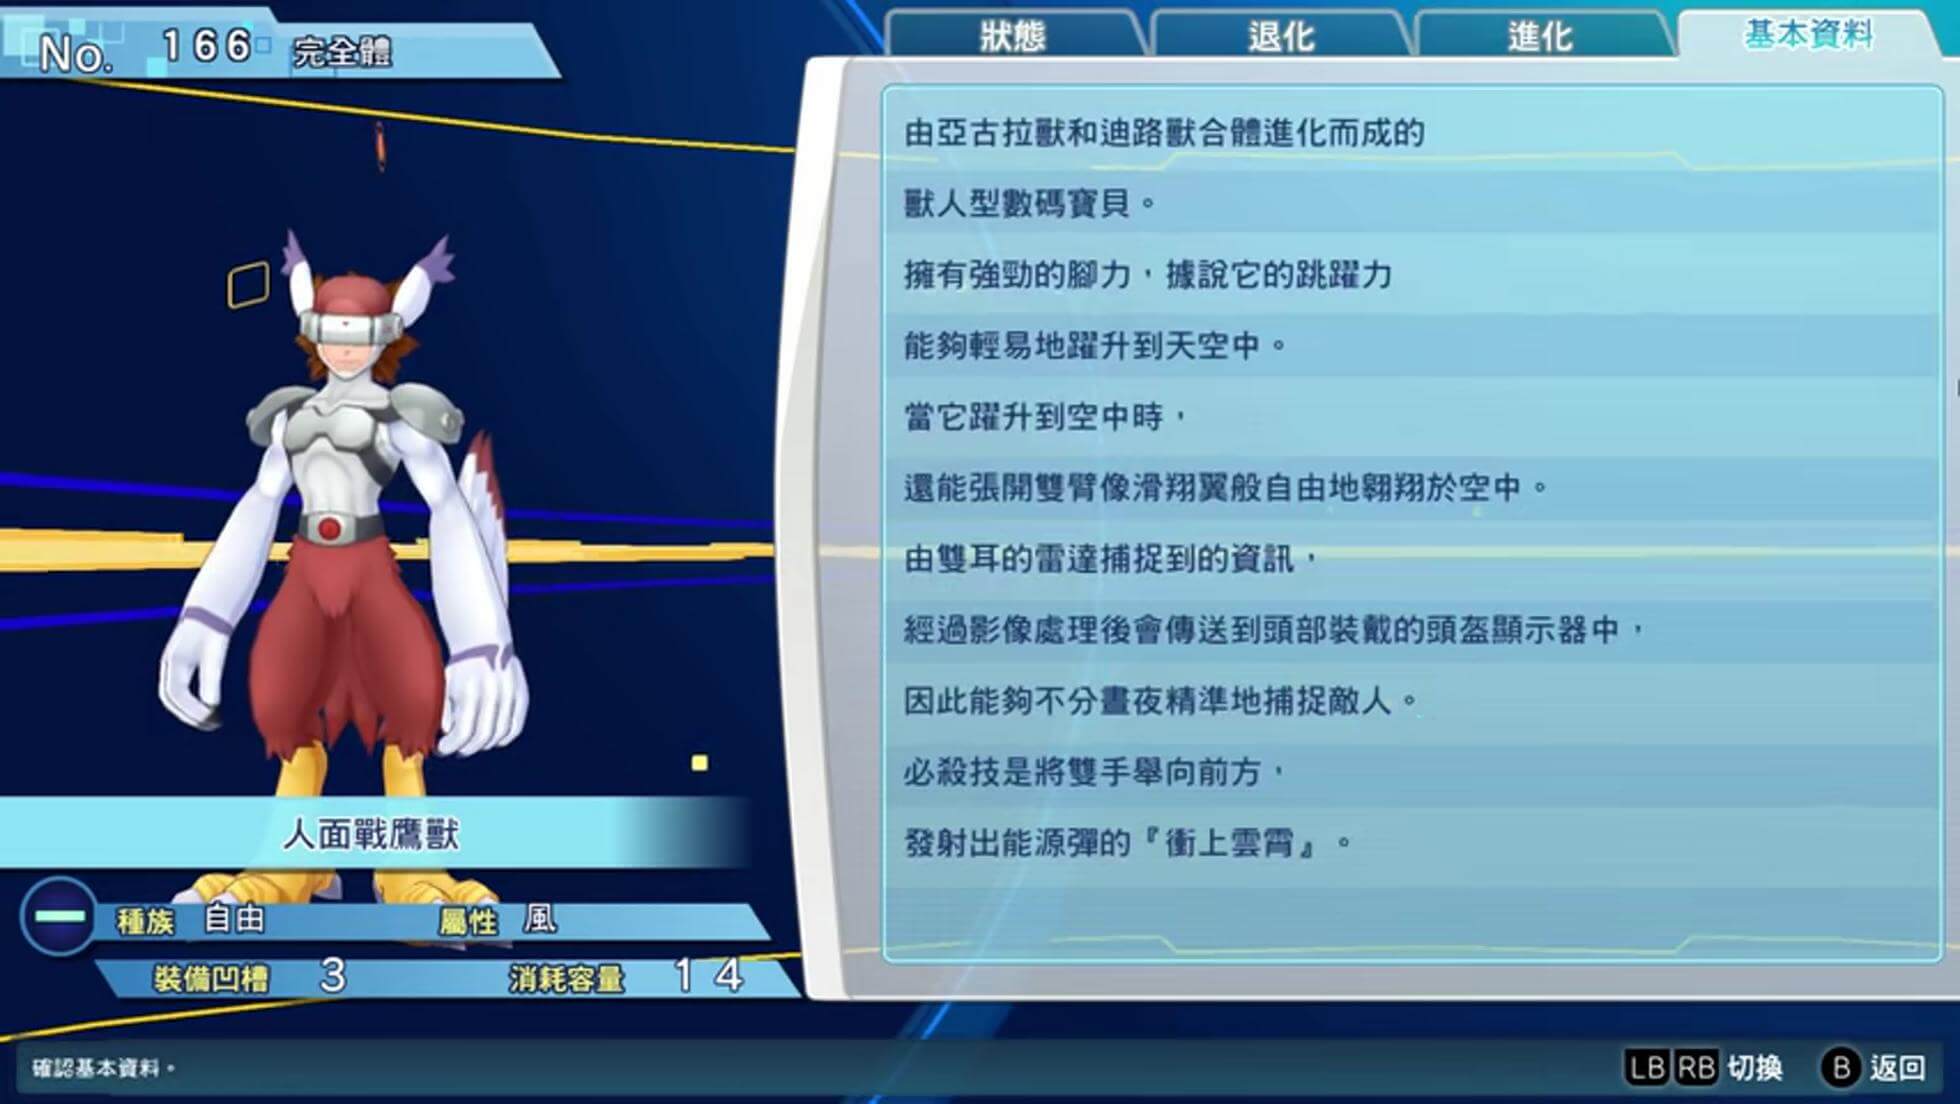 No. 166 完全體
狀態 退化 進化 基本資料
由亞古拉獸和迪路獸合體進化而成的
獸人型數碼寶貝。
擁有強勁的腳力，據說它的跳躍力
能夠輕易地躍升到天空中。
當它躍升到空中時，
還能張開雙臂像滑翔翼般自由地翱翔於空中。
由雙耳的雷達捕捉到的資訊，
經過影像處理後會傳送到頭部裝戴的頭盔顯示器中，
因此能夠不分晝夜精準地捕捉敵人。
必殺技是將雙手舉向前方，
發射出能源彈的『衝上雲霄』。
人面戰鷹獸
種族 自由 屬性 風
裝備凹槽 3 消耗容量 14
確認基本資料。
LB RB 切換 B 返回